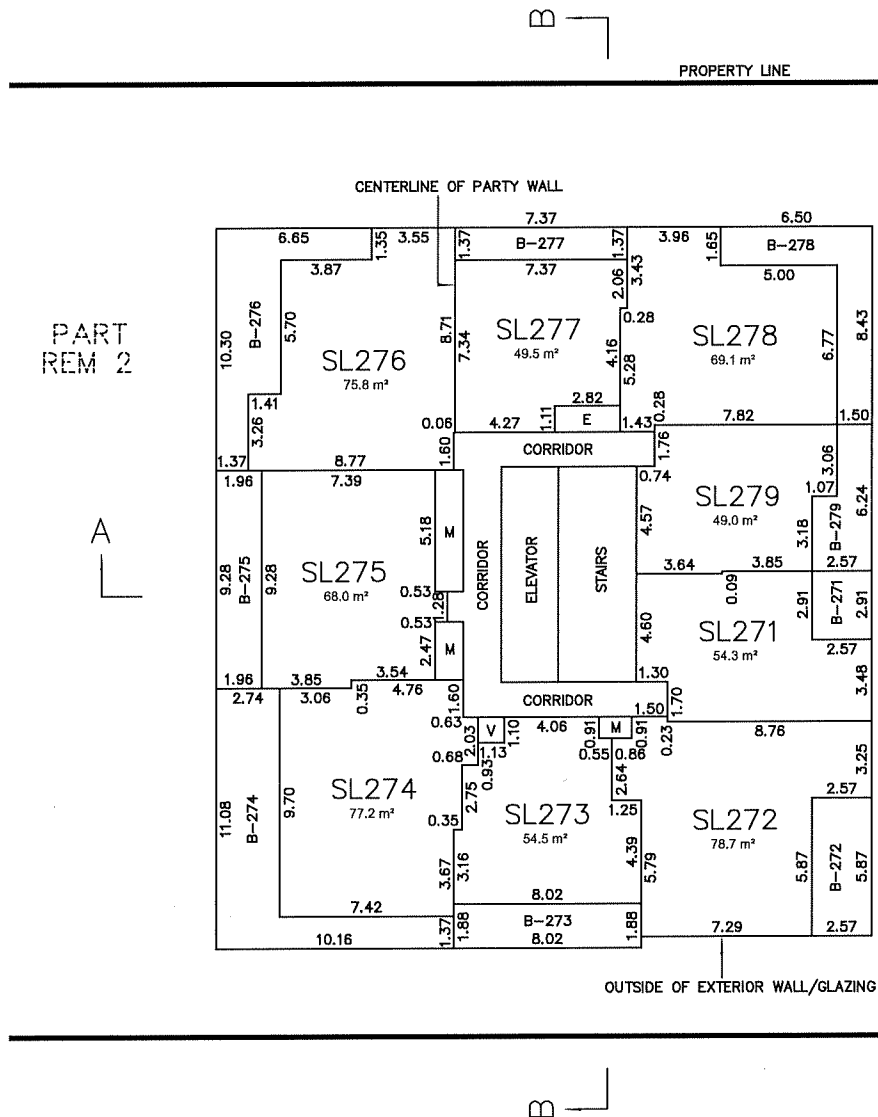 B
PROPERTY LINE
CENTERLINE OF PARTY WALL
7.37
6.50
6.65
1.35
3.55
1.37
B-277
1.37
3.96
1.65
B-278
3.87
7.37
5.00
PART
REM 2
10.30
B-276
5.70
8.71
7.34
2.06
3.43
SL277
49.5 m²
0.28
SL278
69.1 m²
6.77
8.43
SL276
75.8 m²
4.16
5.28
1.41
3.26
2.82
1.11
E
0.06
4.27
1.43
0.28
7.82
1.50
1.37
8.77
1.60
CORRIDOR
1.76
3.06
1.96
7.39
0.74
1.07
6.24
A
5.18
M
4.57
SL279
49.0 m²
3.18
B-279
9.28
B-275
9.28
SL275
68.0 m²
CORRIDOR
ELEVATOR
STAIRS
3.64
3.85
2.57
0.53
1.28
0.09
2.91
B-271
2.91
0.53
2.47
M
4.60
SL271
54.3 m²
2.57
1.96
3.85
3.54
1.30
3.48
2.74
3.06
0.35
4.76
1.60
CORRIDOR
1.70
0.63
4.06
1.50
8.76
2.03
V
1.10
0.91
M
0.91
0.23
0.68
1.13
0.55
0.86
3.25
0.93
2.64
2.57
11.08
B-274
9.70
SL274
77.2 m²
2.75
SL273
54.5 m²
1.25
SL272
78.7 m²
0.35
3.67
3.16
4.39
5.79
5.87
B-272
5.87
7.42
8.02
1.37
1.88
B-273
1.88
10.16
8.02
7.29
2.57
OUTSIDE OF EXTERIOR WALL/GLAZING
B